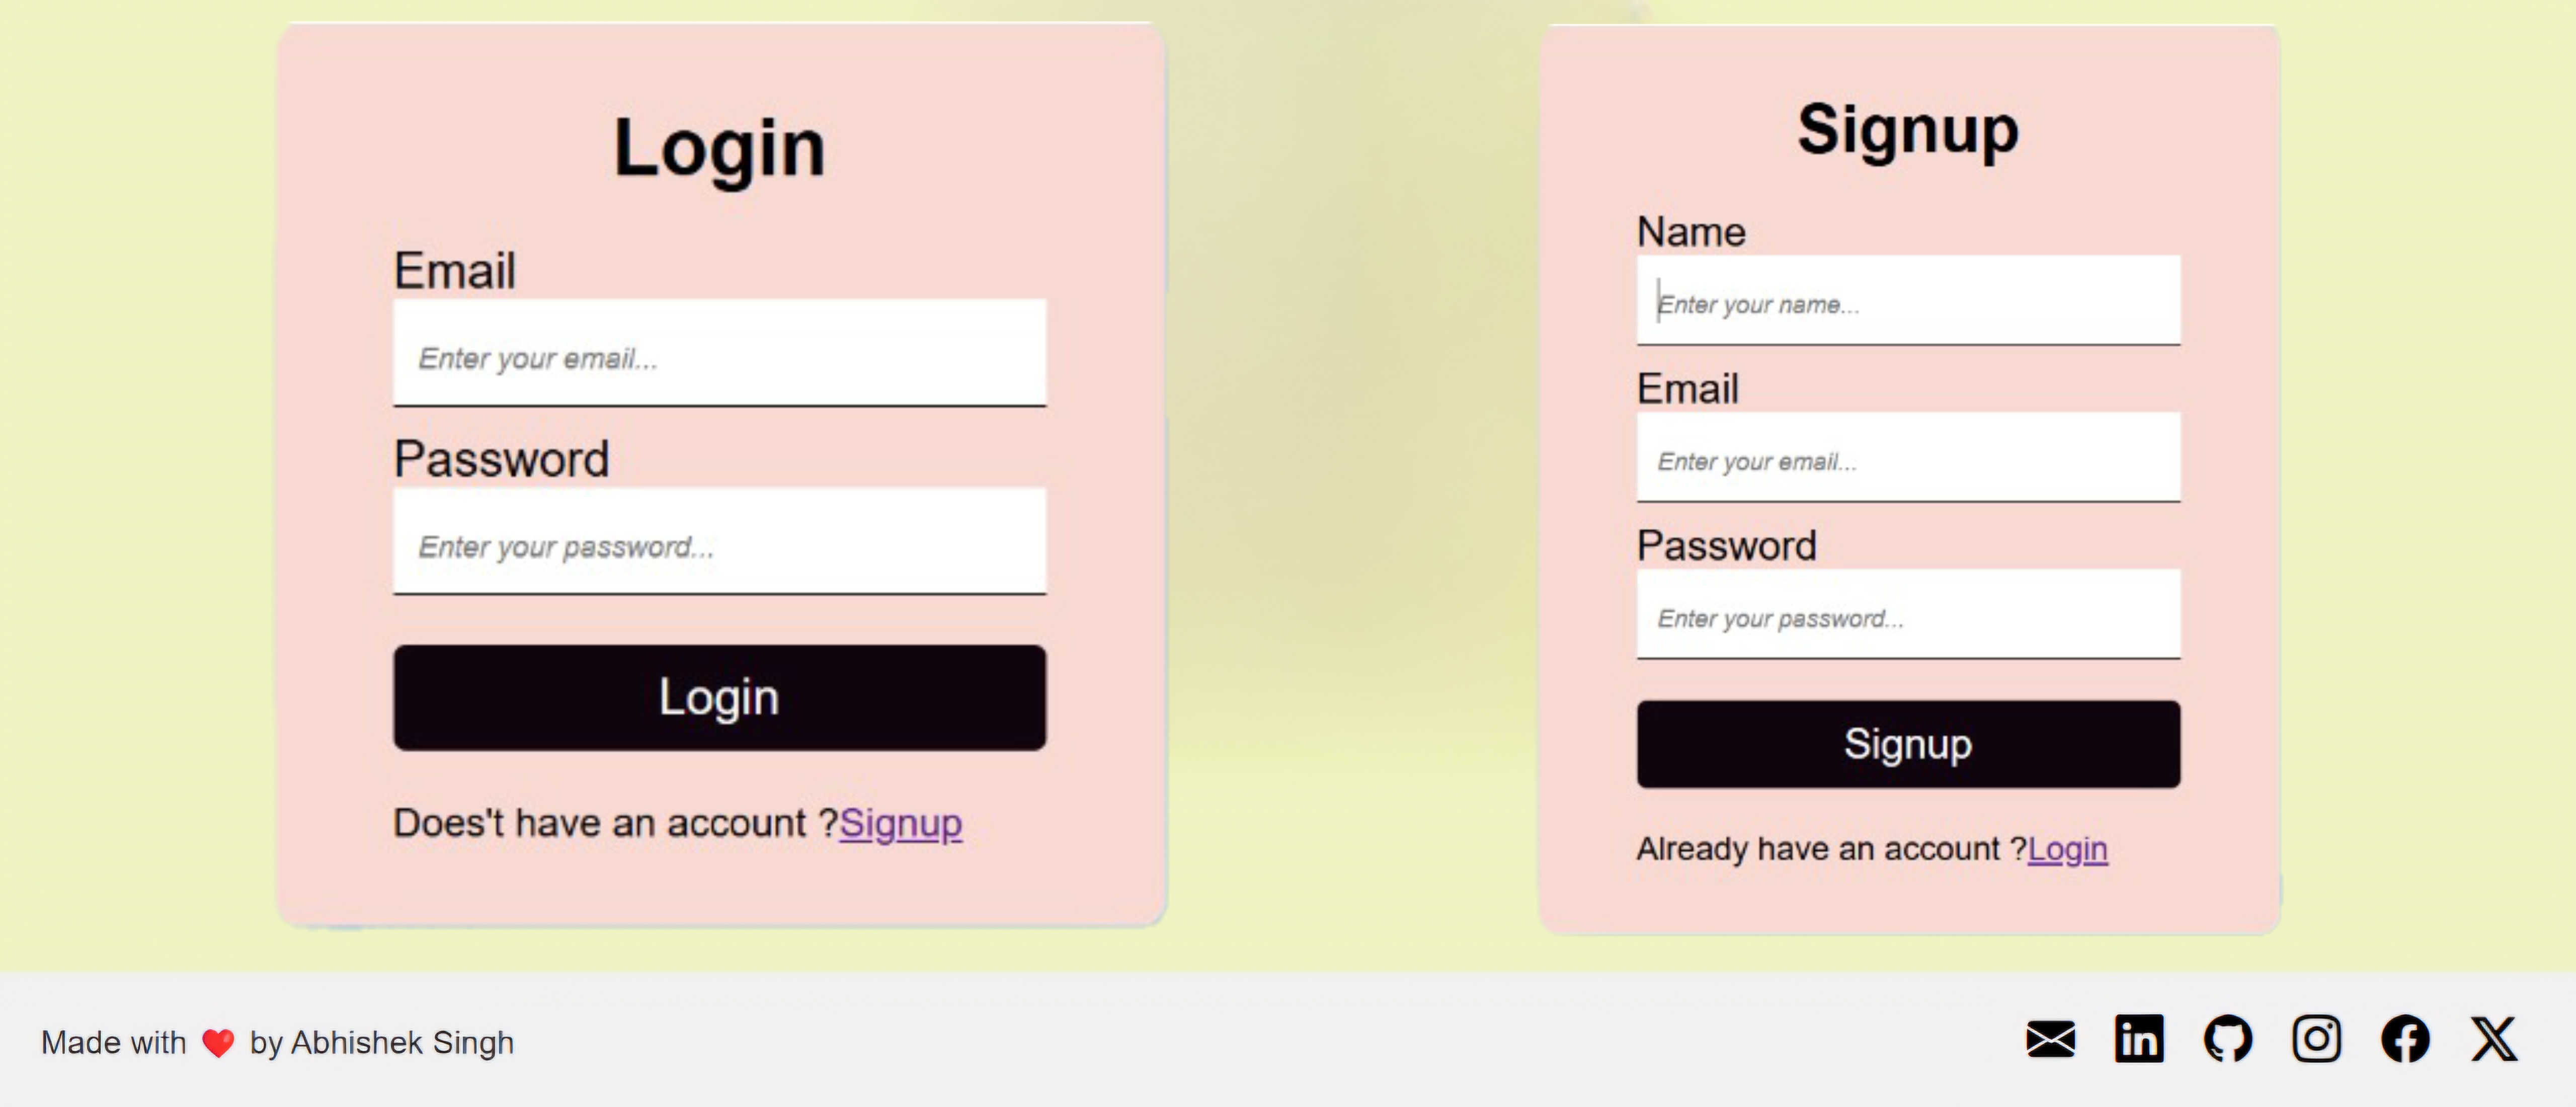 Login
Email
Enter your email...
Password
Enter your password...
Login
Does't have an account ?Signup
Signup
Name
Enter your name...
Email
Enter your email...
Password
Enter your password...
Signup
Already have an account ?Login
Made with ❤️ by Abhishek Singh